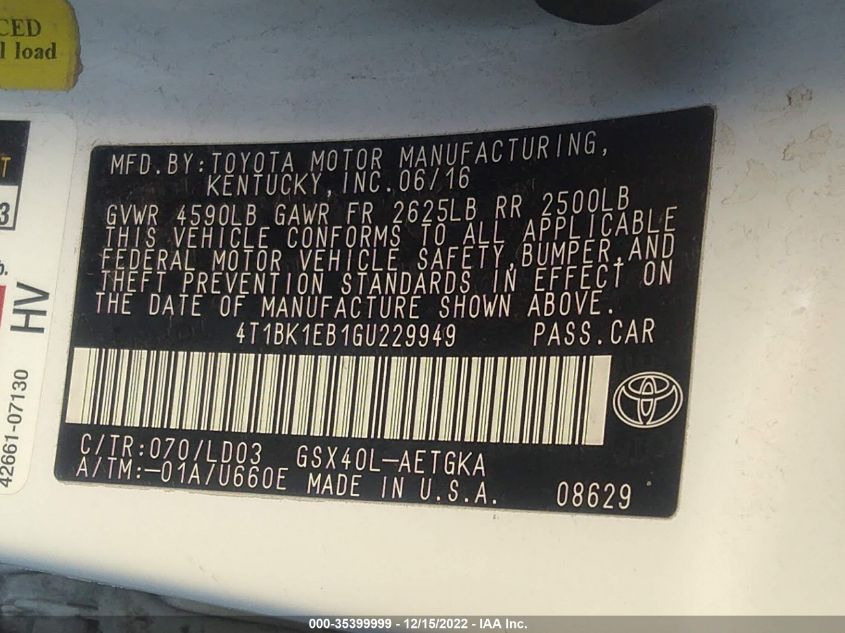 CED
l load
T
3
HV
42661-07130
MFD.BY:TOYOTA MOTOR MANUFACTURING,
KENTUCKY, INC.06/16
GVWR 4590LB GAWR FR 2625LB RR 2500LB
THIS VEHICLE CONFORMS TO ALL APPLICABLE
FEDERAL MOTOR VEHICLE SAFETY,BUMPER,AND
THEFT PREVENTION STANDARDS IN EFFECT ON
THE DATE OF MANUFACTURE SHOWN ABOVE.
4T1BK1EB1GU229949 PASS.CAR
C/TR:070/LD03 GSX40L-AETGKA
A/TM:-01A/U660E MADE IN U.S.A. 08629
000-35399999 - 12/15/2022 - IAA Inc.